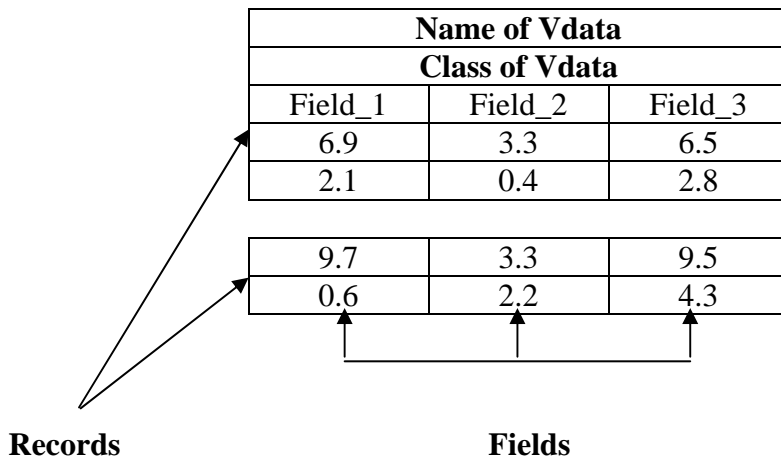 Name of Vdata
Class of Vdata
Field_1 Field_2 Field_3
6.9 3.3 6.5
2.1 0.4 2.8
9.7 3.3 9.5
0.6 2.2 4.3
Records Fields